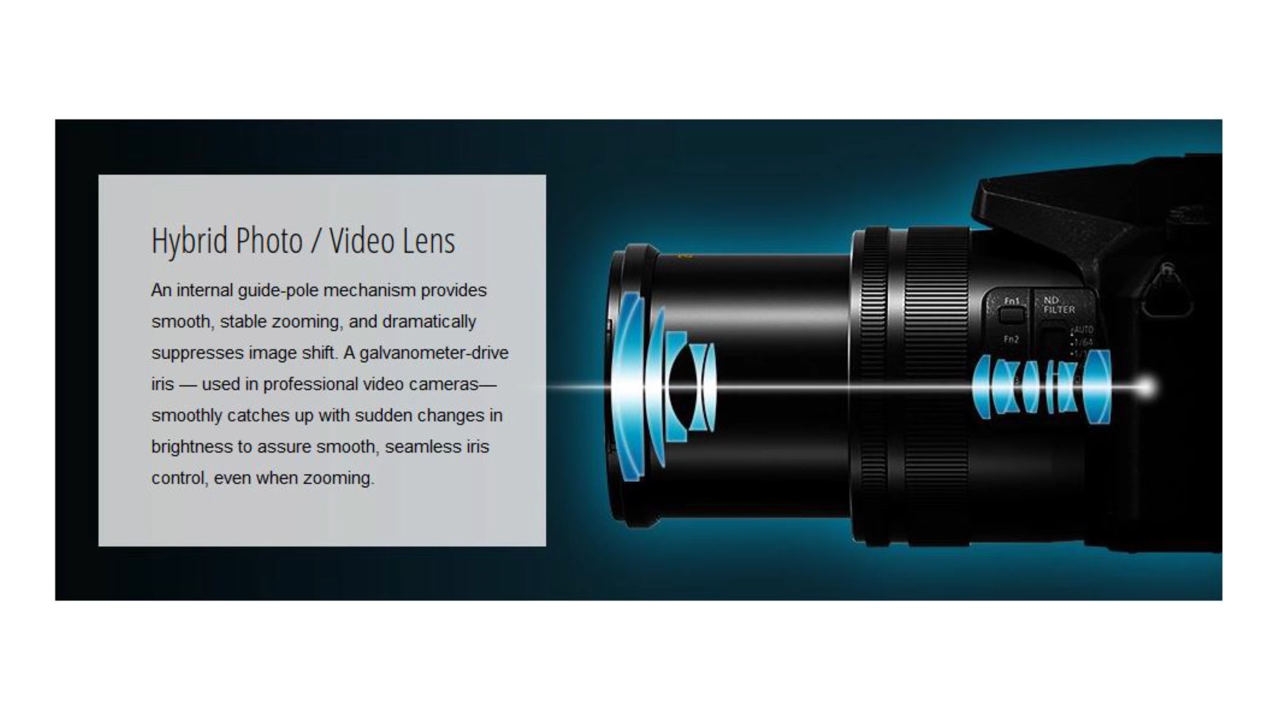 Hybrid Photo / Video Lens
An internal guide-pole mechanism provides
smooth, stable zooming, and dramatically
suppresses image shift. A galvanometer-drive
iris — used in professional video cameras—
smoothly catches up with sudden changes in
brightness to assure smooth, seamless iris
control, even when zooming.
Fn1
ND
FILTER
Fn2
•AUTO
•1/64